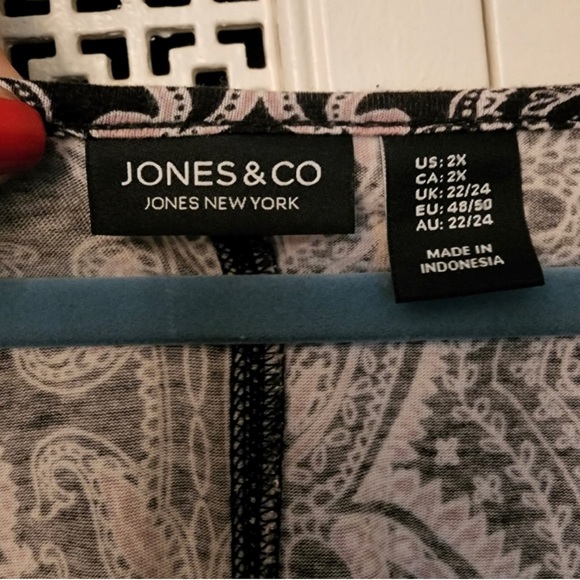 JONES & CO
JONES NEW YORK
US: 2X
CA: 2X
UK: 22/24
EU: 48/50
AU: 22/24
MADE IN
INDONESIA